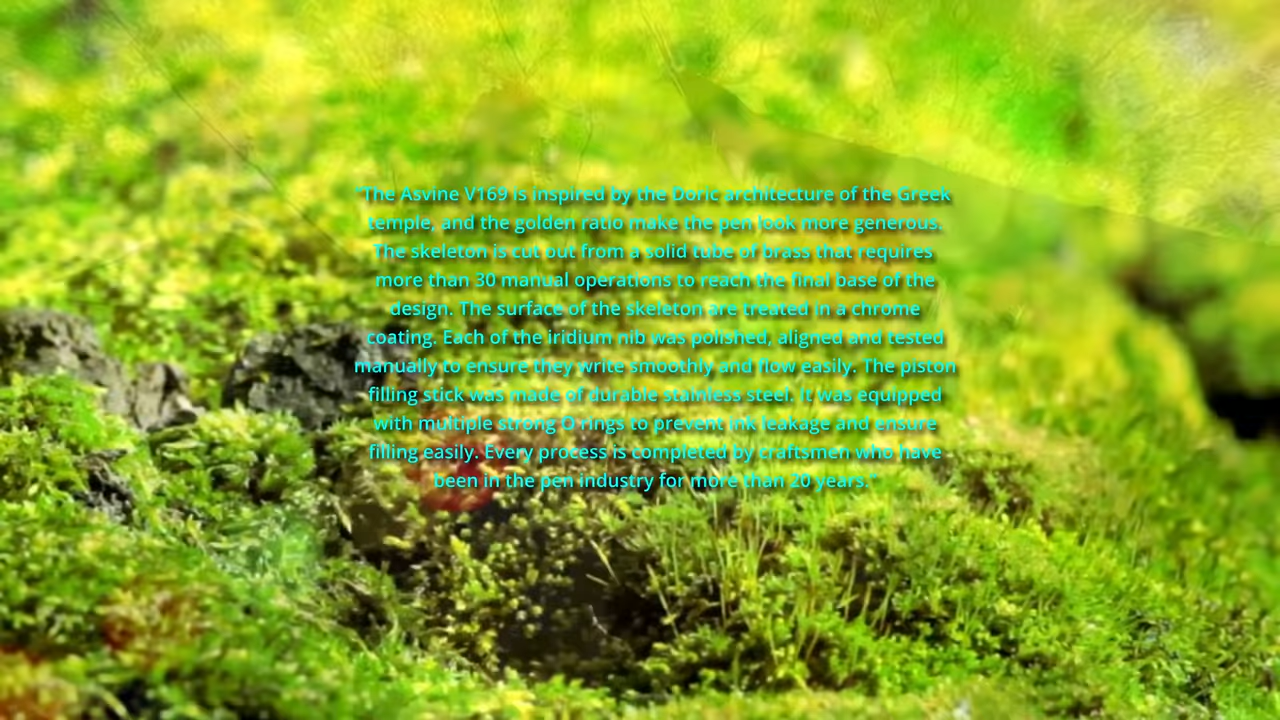 "The Asvine V169 is inspired by the Doric architecture of the Greek
temple, and the golden ratio make the pen look more generous.
The skeleton is cut out from a solid tube of brass that requires
more than 30 manual operations to reach the final base of the
design. The surface of the skeleton are treated in a chrome
coating. Each of the iridium nib was polished, aligned and tested
manually to ensure they write smoothly and flow easily. The piston
filling stick was made of durable stainless steel. It was equipped
with multiple strong O rings to prevent ink leakage and ensure
filling easily. Every process is completed by craftsmen who have
been in the pen industry for more than 20 years."